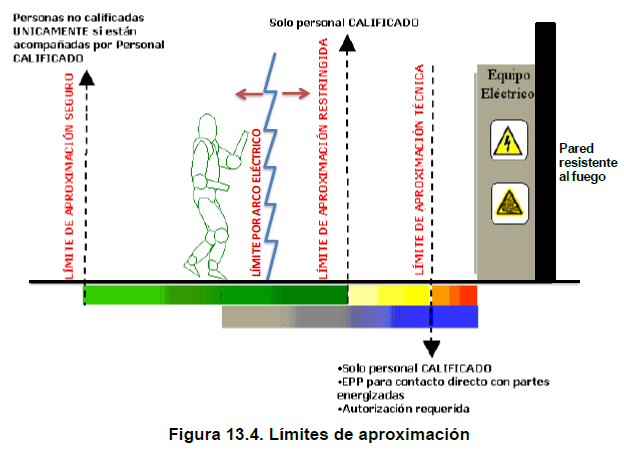 Personas no calificadas
UNICAMENTE si están
acompañadas por Personal
CALIFICADO
Solo personal CALIFICADO
LÍMITE DE APROXIMACIÓN SEGURO
LÍMITE POR ARCO ELÉCTRICO
LÍMITE DE APROXIMACIÓN RESTRINGIDA
LÍMITE DE APROXIMACIÓN TÉCNICA
Equipo
Eléctrico
Pared
resistente
al fuego
•Solo personal CALIFICADO
•EPP para contacto directo con partes
energizadas
•Autorización requerida
Figura 13.4. Límites de aproximación